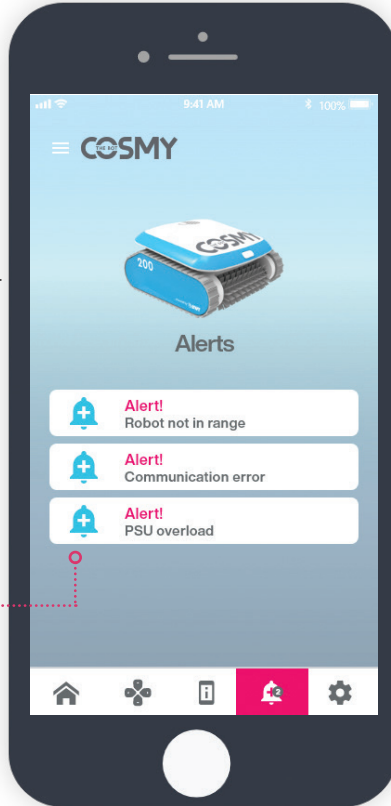 9:41 AM
100%
COSMY
THE BOT
200
COSMY
Alerts
Alert!
Robot not in range
Alert!
Communication error
Alert!
PSU overload
i
2